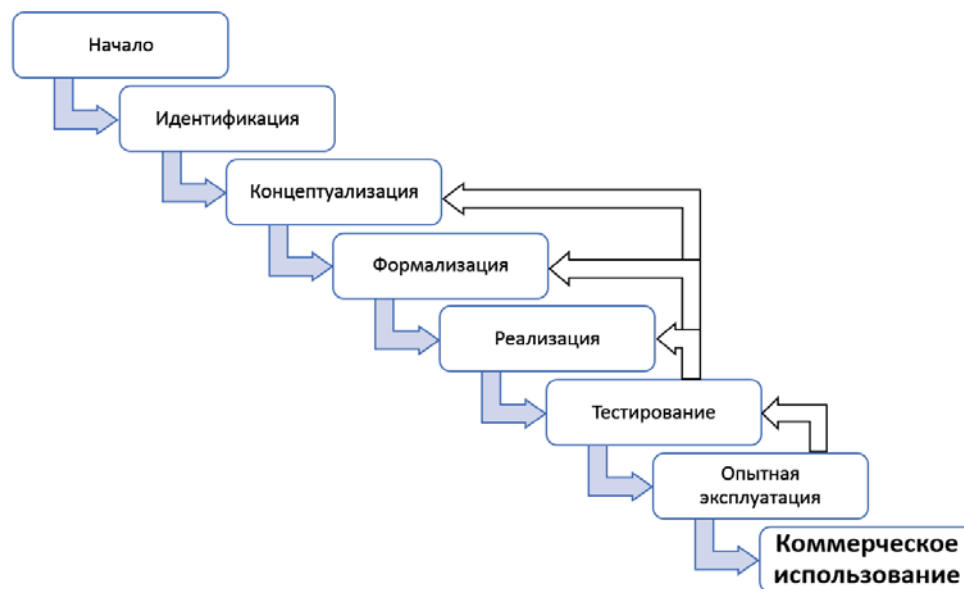 Начало
Идентификация
Концептуализация
Формализация
Реализация
Тестирование
Опытная
эксплуатация
Коммерческое
использование